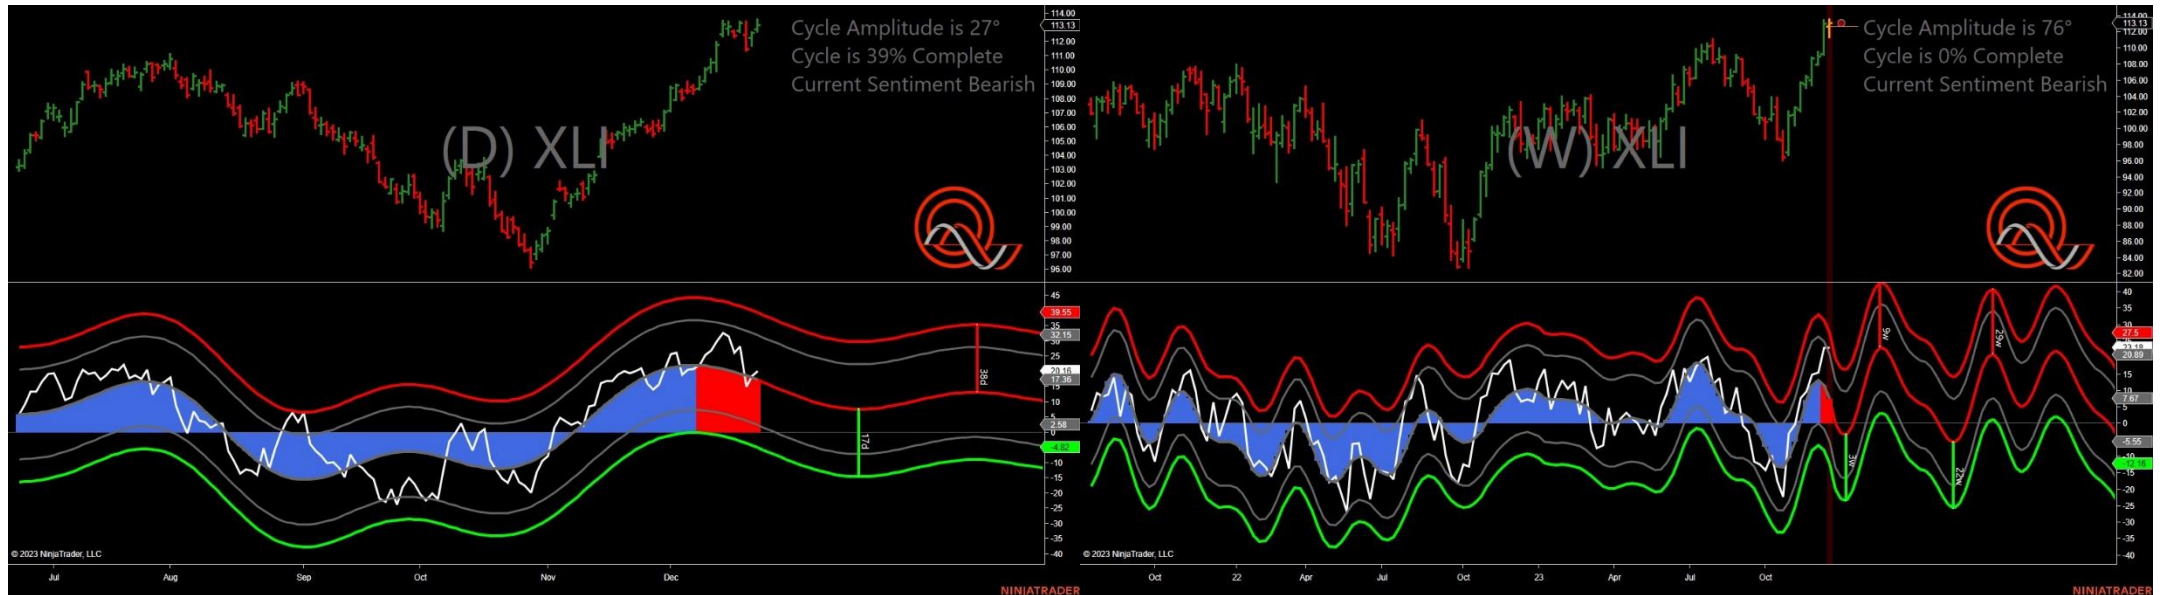 Cycle Amplitude is 27°
Cycle is 39% Complete
Current Sentiment Bearish
(D) XLI
114.00
113.13
112.00
111.00
110.00
109.00
108.00
107.00
106.00
105.00
104.00
103.00
102.00
101.00
100.00
99.00
98.00
97.00
96.00
45
39.55
35
32.15
25
20.16
17.36
15
10
5
2.58
0
-4.82
-10
-15
-20
-25
-30
-35
-40
38d
17d
© 2023 NinjaTrader, LLC
Jul
Aug
Sep
Oct
Nov
Dec
NINJATRADER
Cycle Amplitude is 76°
Cycle is 0% Complete
Current Sentiment Bearish
(W) XLI
114.00
113.13
112.00
110.00
108.00
106.00
104.00
102.00
100.00
98.00
96.00
94.00
92.00
90.00
88.00
86.00
84.00
82.00
40
35
30
27.5
23.18
20.89
15
10
7.67
5
0
-5.55
-10
-12.16
-15
-20
-25
-30
-35
-40
9w
29w
3w
22w
© 2023 NinjaTrader, LLC
Oct
22
Apr
Jul
Oct
23
Apr
Jul
Oct
NINJATRADER